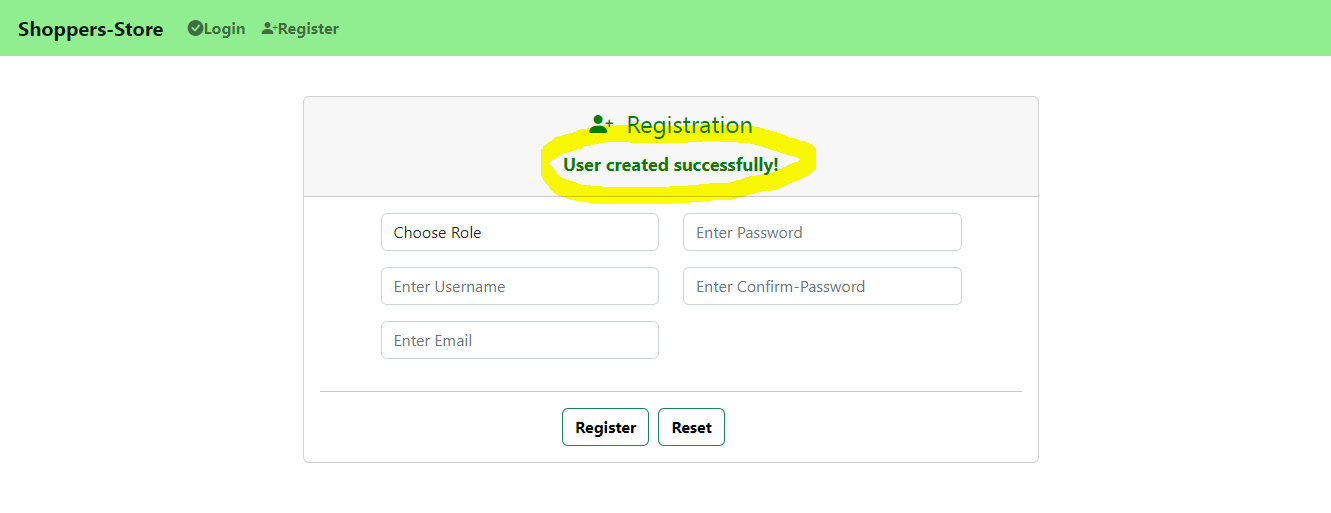 Shoppers-Store Login Register
Registration
User created successfully!
Choose Role Enter Password
Enter Username Enter Confirm-Password
Enter Email
Register Reset